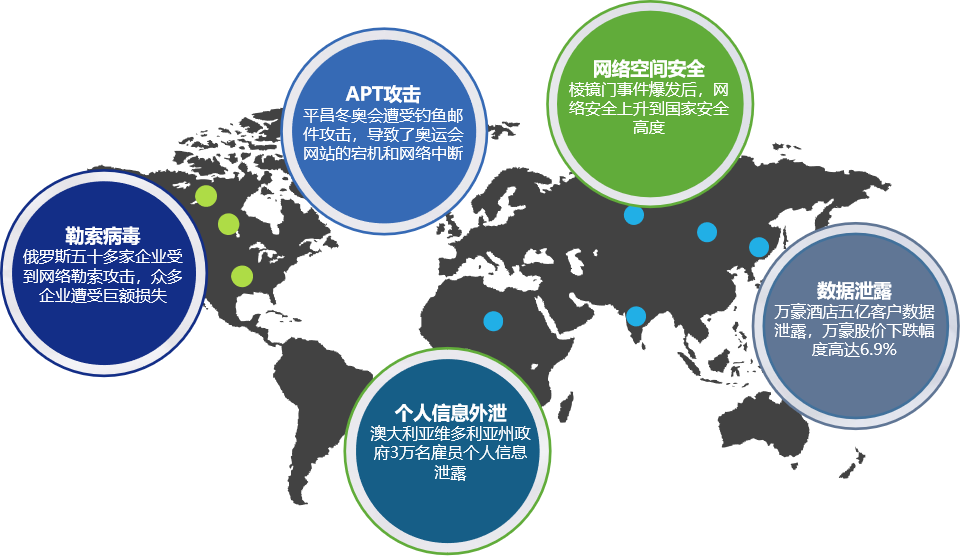 网络空间安全
棱镜门事件爆发后，网
络安全上升到国家安全
高度
APT攻击
平昌冬奥会遭受钓鱼邮
件攻击，导致了奥运会
网站的宕机和网络中断
勒索病毒
俄罗斯五十多家企业受
到网络勒索攻击，众多
企业遭受巨额损失
数据泄露
万豪酒店五亿客户数据
泄露，万豪股价下跌幅
度高达6.9%
个人信息外泄
澳大利亚维多利亚州政
府3万名雇员个人信息
泄露